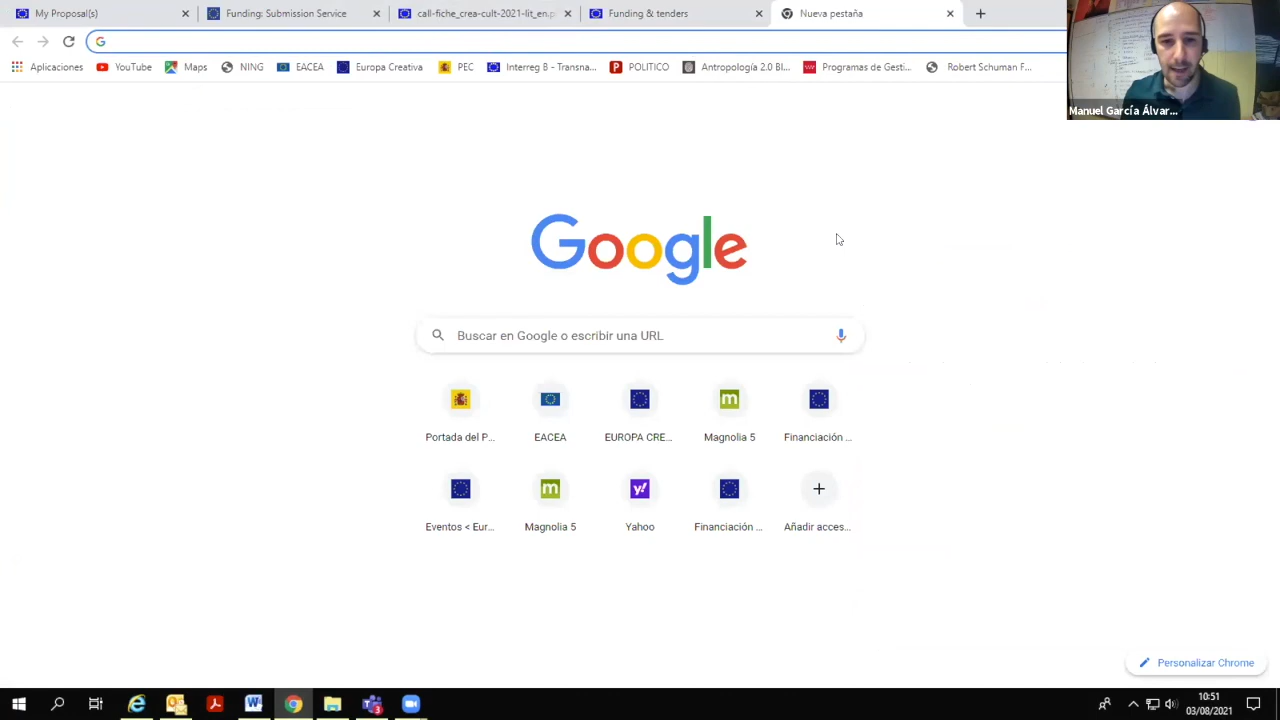 My Proposal(s)
Funding: Submission Service
call-fiche_crea-cult-2021-lit_en.p
Funding & tenders
Nueva pestaña
Aplicaciones
YouTube
Maps
NING
EACEA
Europa Creati
PEC
Interreg B - Transna...
POLITICO
Antropología 2.0 Bl...
Programas de Gesti...
Robert Schuman F...
Manuel García Álvar...
Google
Buscar en Google o escribir una URL
Portada del P...
EACEA
EUROPA CRE...
Magnolia 5
Financiación ...
Eventos < Eur...
Magnolia 5
Yahoo
Financiación ...
Añadir acces...
Personalizar Chrome
10:51
03/08/2021